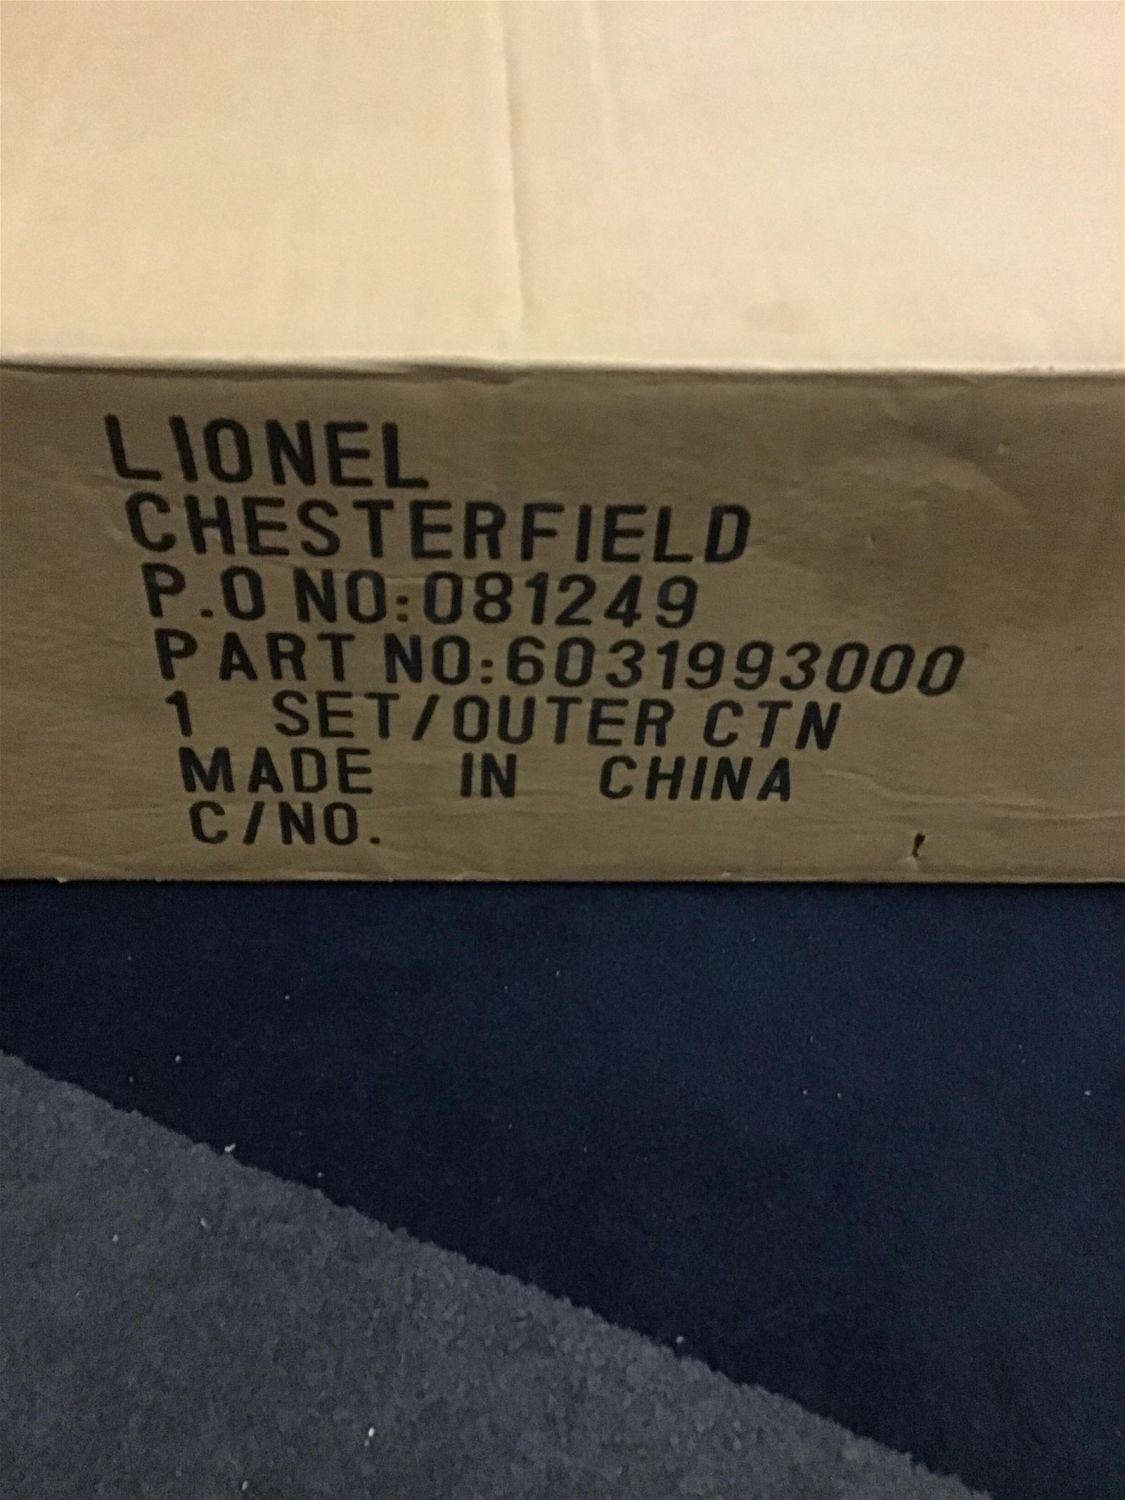 LIONEL
CHESTERFIELD
P.O NO:081249
PART NO:6031993000
1 SET/OUTER CTN
MADE IN CHINA
C/NO.